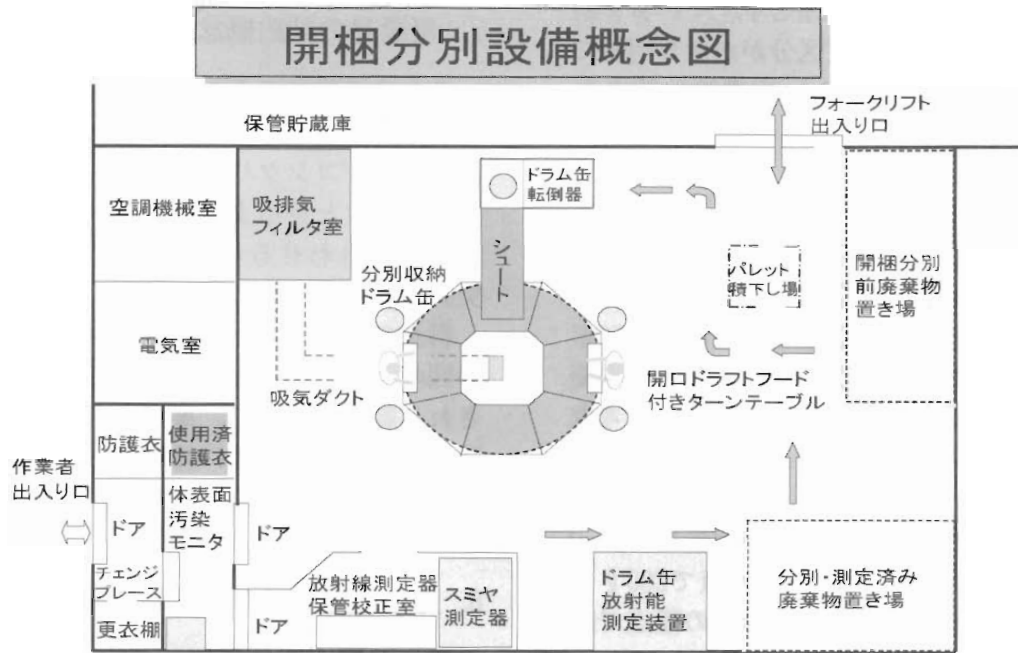 開梱分別設備概念図
フォークリフト
出入り口
保管貯蔵庫
空調機械室
吸排気
フィルタ室
ドラム缶
転倒器
シュート
パレット
積下し場
開梱分別
前廃棄物
置き場
分別収納
ドラム缶
電気室
吸気ダクト
開口ドラフトフード
付きターンテーブル
防護衣
使用済
防護衣
作業者
出入り口
体表面
汚染
モニタ
ドア
ドア
チェンジ
プレース
放射線測定器
保管校正室
スミヤ
測定器
ドラム缶
放射能
測定装置
分別・測定済み
廃棄物置き場
更衣棚
ドア